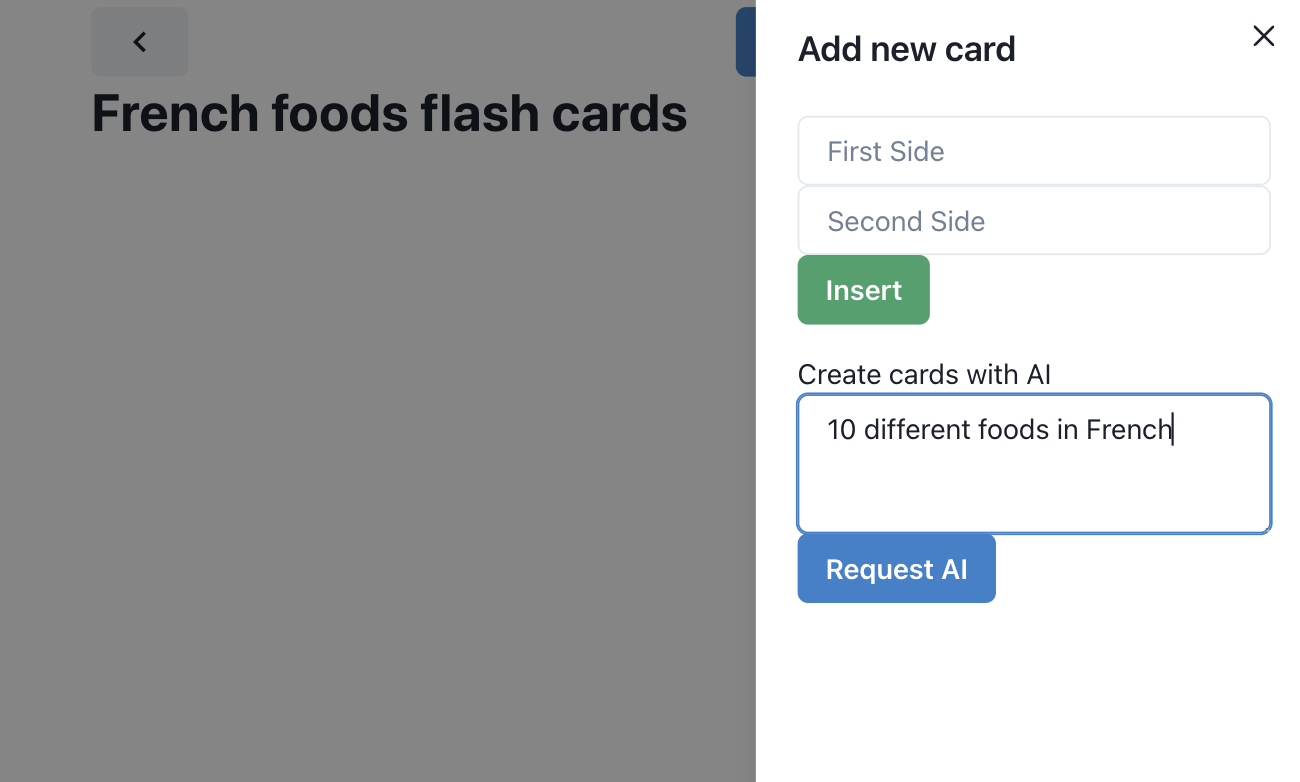 French foods flash cards
Add new card
First Side
Second Side
Insert
Create cards with AI
10 different foods in French
Request AI